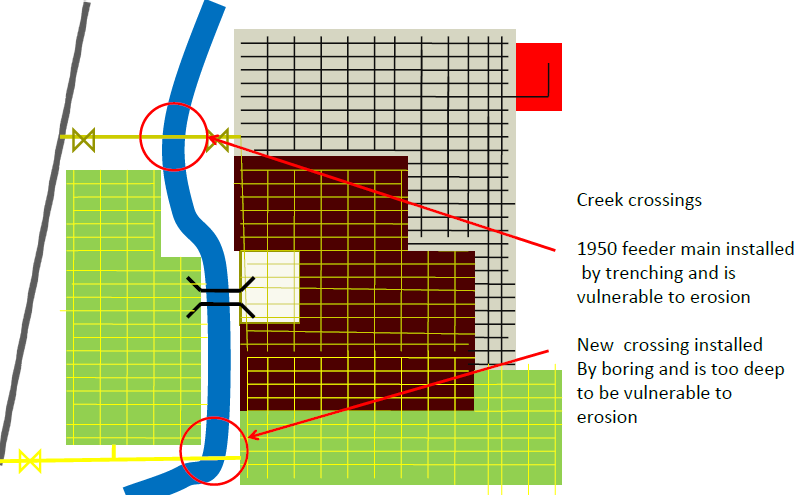 Creek crossings
1950 feeder main installed
by trenching and is
vulnerable to erosion
New crossing installed
By boring and is too deep
to be vulnerable to
erosion